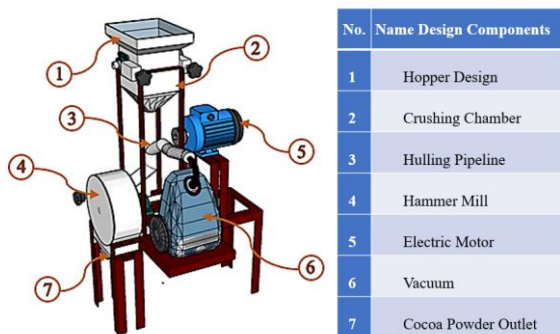 1
2
3
4
5
6
7
No. Name Design Components
1 Hopper Design
2 Crushing Chamber
3 Hulling Pipeline
4 Hammer Mill
5 Electric Motor
6 Vacuum
7 Cocoa Powder Outlet